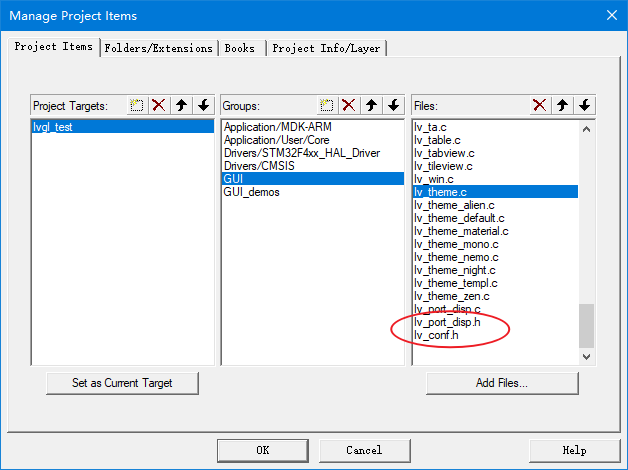 Manage Project Items
Project Items
Folders/Extensions
Books
Project Info/Layer
Project Targets:
Groups:
Files:
lvgl_test
Application/MDK-ARM
Application/User/Core
Drivers/STM32F4xx_HAL_Driver
Drivers/CMSIS
GUI
GUI_demos
lv_ta.c
lv_table.c
lv_tabview.c
lv_tileview.c
lv_win.c
lv_theme.c
lv_theme_alien.c
lv_theme_default.c
lv_theme_material.c
lv_theme_mono.c
lv_theme_nemo.c
lv_theme_night.c
lv_theme_templ.c
lv_theme_zen.c
lv_port_disp.c
lv_port_disp.h
lv_conf.h
Set as Current Target
Add Files...
OK
Cancel
Help